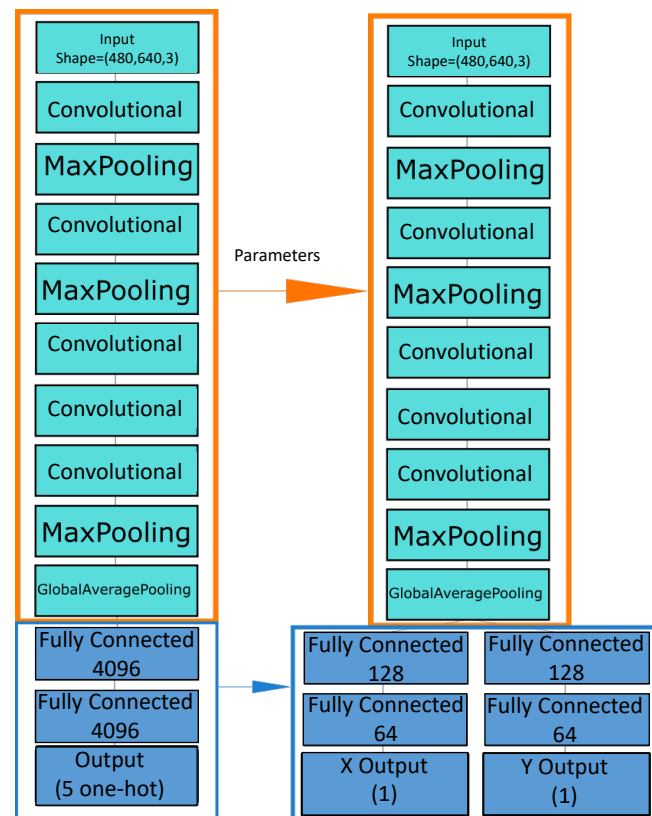 Input
Shape=(480,640,3)
Convolutional
MaxPooling
Convolutional
MaxPooling
Convolutional
Convolutional
Convolutional
MaxPooling
GlobalAveragePooling
Fully Connected
4096
Fully Connected
4096
Output
(5 one-hot)
Parameters
Input
Shape=(480,640,3)
Convolutional
MaxPooling
Convolutional
MaxPooling
Convolutional
Convolutional
Convolutional
MaxPooling
GlobalAveragePooling
Fully Connected
128
Fully Connected
64
X Output
(1)
Fully Connected
128
Fully Connected
64
Y Output
(1)